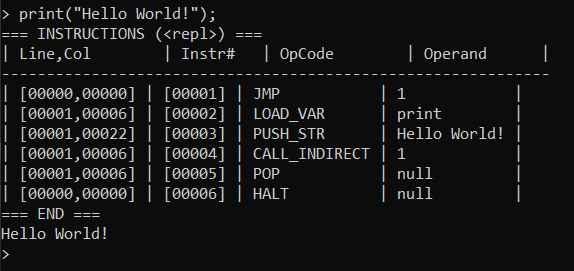 > print("Hello World!");
=== INSTRUCTIONS (<repl>) ===
| Line,Col      | Instr#  | OpCode        | Operand      |
-------------------------------------------------------
| [00000,00000] | [00001] | JMP           | 1            |
| [00001,00006] | [00002] | LOAD_VAR      | print        |
| [00001,00022] | [00003] | PUSH_STR      | Hello World! |
| [00001,00006] | [00004] | CALL_INDIRECT | 1            |
| [00001,00006] | [00005] | POP           | null         |
| [00000,00000] | [00006] | HALT          | null         |
=== END ===
Hello World!
>